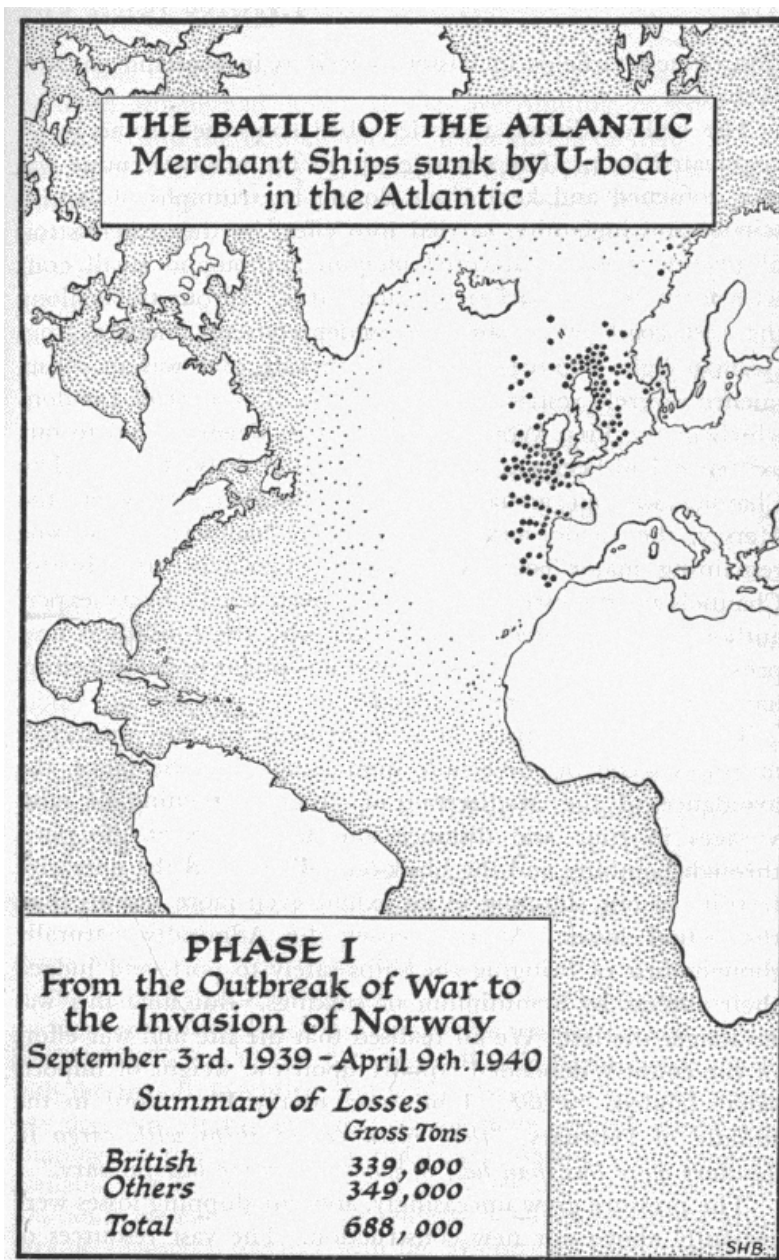 THE BATTLE OF THE ATLANTIC
Merchant Ships sunk by U-boat
in the Atlantic
PHASE I
From the Outbreak of War to
the Invasion of Norway
September 3rd. 1939 – April 9th. 1940
Summary of Losses
Gross Tons
British 339,000
Others 349,000
Total 688,000
SHB